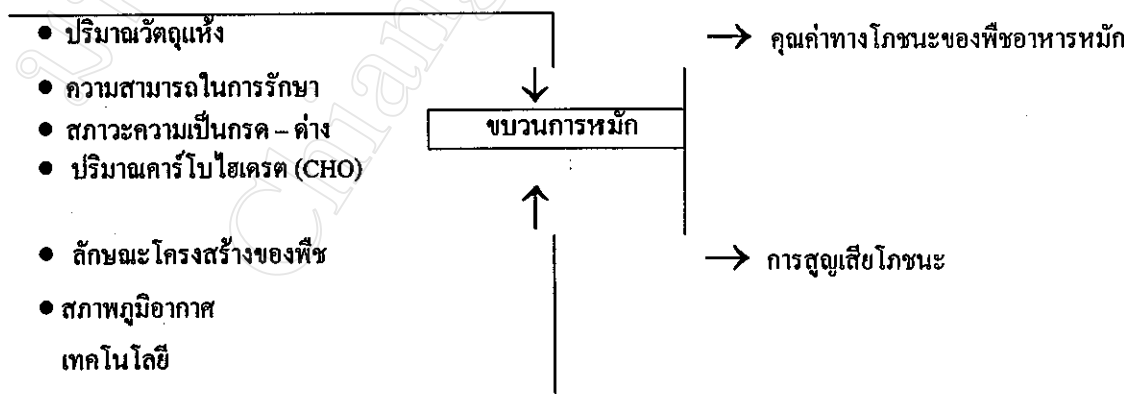 ● ปริมาณวัตถุแห้ง
● ความสามารถในการรักษา
● สภาวะความเป็นกรด – ด่าง
● ปริมาณคาร์โบไฮเดรต (CHO)
● ลักษณะโครงสร้างของพืช
● สภาพภูมิอากาศ
เทคโนโลยี
ขบวนการหมัก
→ คุณค่าทางโภชนะของพืชอาหารหมัก
→ การสูญเสียโภชนะ
Chiang